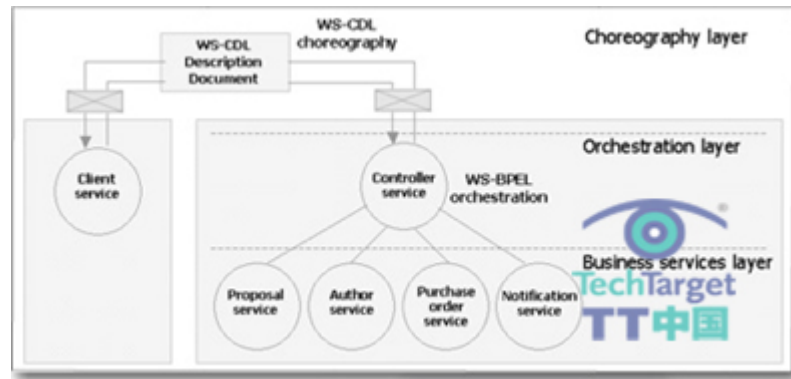 WS-CDL
choreography
Choreography layer
WS-CDL
Description
Document
Orchestration layer
Client
service
Controller
service
WS-BPEL
orchestration
Business services layer
Proposal
service
Author
service
Purchase
order
service
Notification
service
®
TechTarget
TT中国